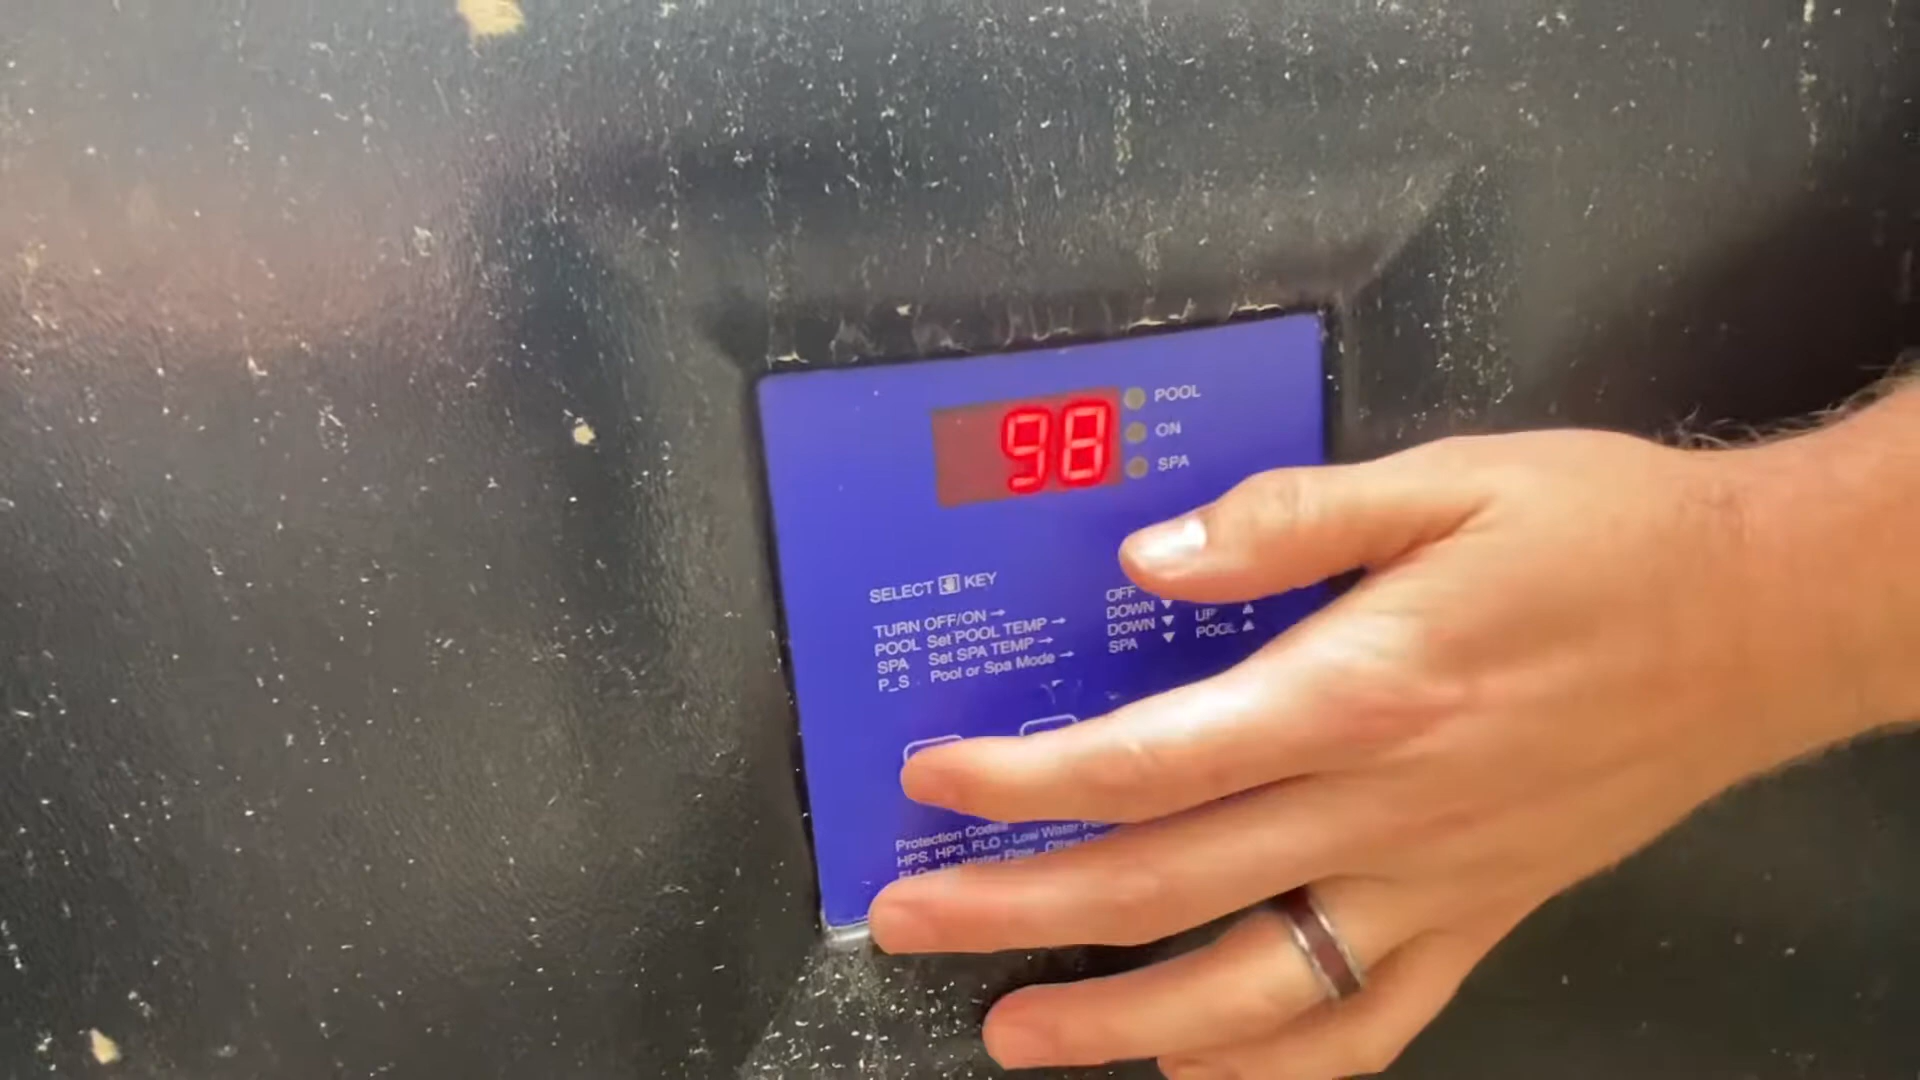 98
POOL
ON
SPA
SELECT KEY
TURN OFF/ON → OFF
POOL Set POOL TEMP → DOWN ▼ UP ▲
SPA Set SPA TEMP → DOWN ▼ POOL ▲
P_S Pool or Spa Mode → SPA ▼
Protection Codes
HPS, HP3, FLO - Low Water
FLO - No Water Flow Other